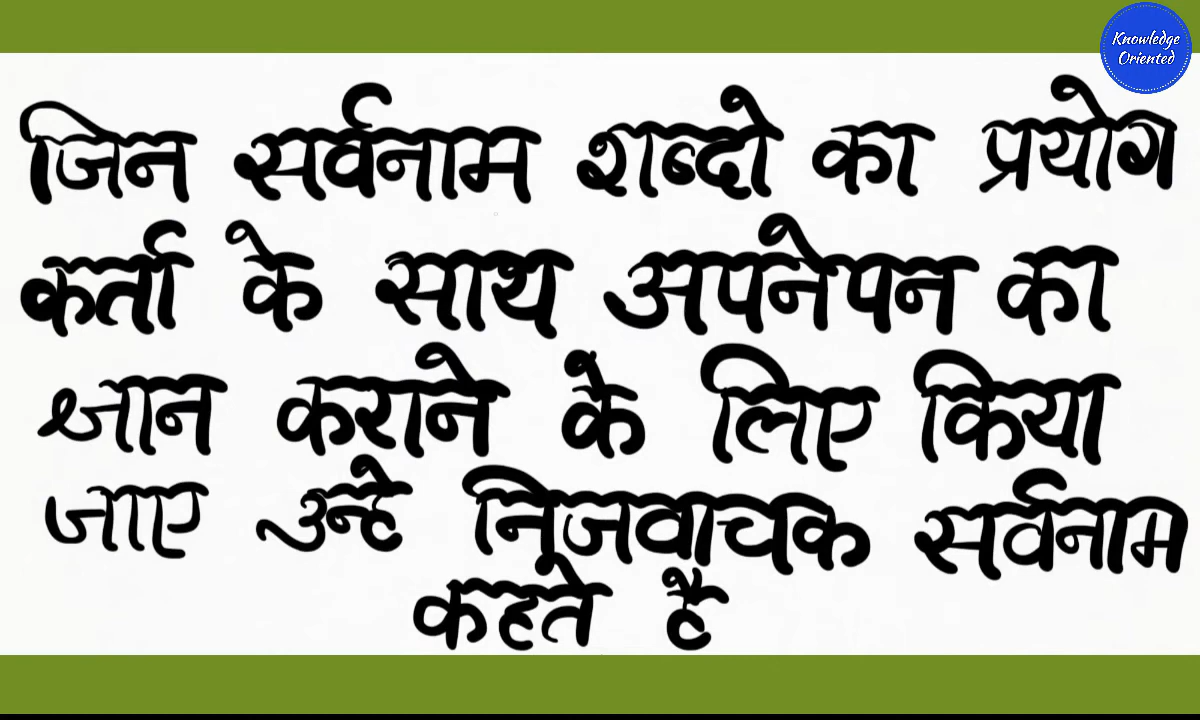 Knowledge
Oriented
जिन सर्वनाम शब्दो का प्रयोग
कर्ता के साथ अपनेपन का
ज्ञान कराने के लिए किया
जाए उन्हे निजवाचक सर्वनाम
कहते है